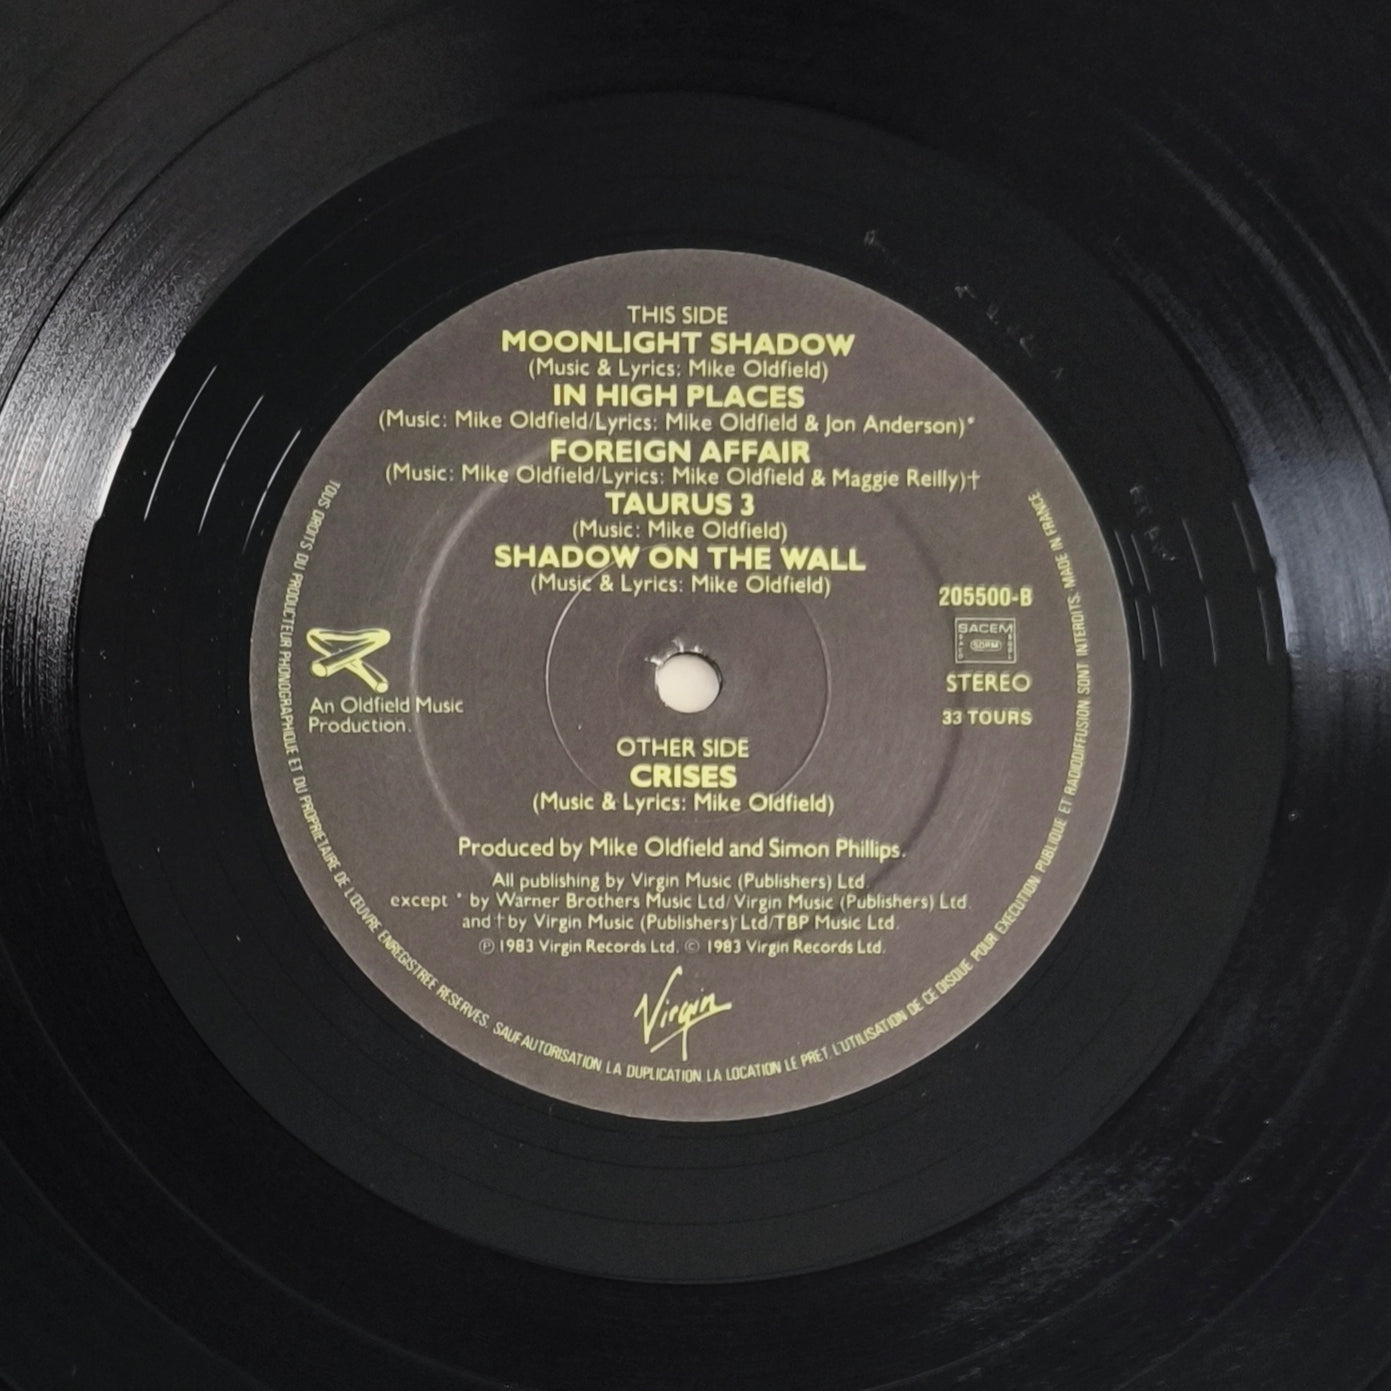 THIS SIDE
MOONLIGHT SHADOW
(Music & Lyrics: Mike Oldfield)
IN HIGH PLACES
(Music: Mike Oldfield/Lyrics: Mike Oldfield & Jon Anderson)*
FOREIGN AFFAIR
(Music: Mike Oldfield/Lyrics: Mike Oldfield & Maggie Reilly)†
TAURUS 3
(Music: Mike Oldfield)
SHADOW ON THE WALL
(Music & Lyrics: Mike Oldfield)
205500-B
SACEM
SDRM
STEREO
33 TOURS
An Oldfield Music
Production.
OTHER SIDE
CRISES
(Music & Lyrics: Mike Oldfield)
Produced by Mike Oldfield and Simon Phillips.
All publishing by Virgin Music (Publishers) Ltd.
except * by Warner Brothers Music Ltd/Virgin Music (Publishers) Ltd.
and † by Virgin Music (Publishers) Ltd/TBP Music Ltd.
℗ 1983 Virgin Records Ltd. © 1983 Virgin Records Ltd.
Virgin
TOUS DROITS DU PRODUCTEUR PHONOGRAPHIQUE ET DU PROPRIETAIRE DE L'ŒUVRE ENREGISTREE RESERVES. SAUF AUTORISATION LA DUPLICATION LA LOCATION LE PRET L'UTILISATION DE CE DISQUE POUR EXECUTION PUBLIQUE ET RADIODIFFUSION SONT INTERDITS. MADE IN FRANCE